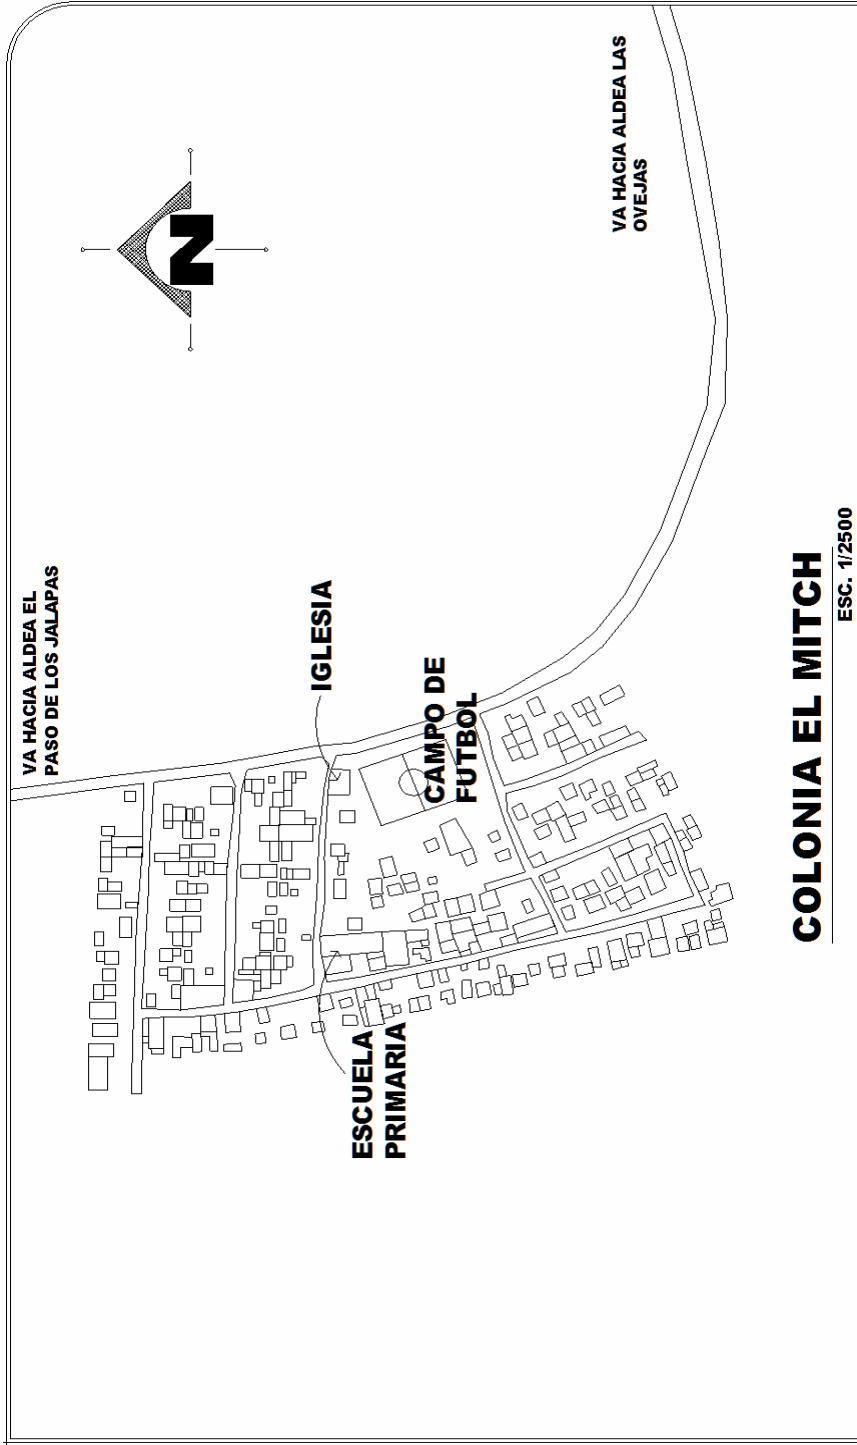 VA HACIA ALDEA EL
PASO DE LOS JALAPAS
N
VA HACIA ALDEA LAS
OVEJAS
IGLESIA
CAMPO DE
FUTBOL
ESCUELA
PRIMARIA
COLONIA EL MITCH
ESC. 1/2500